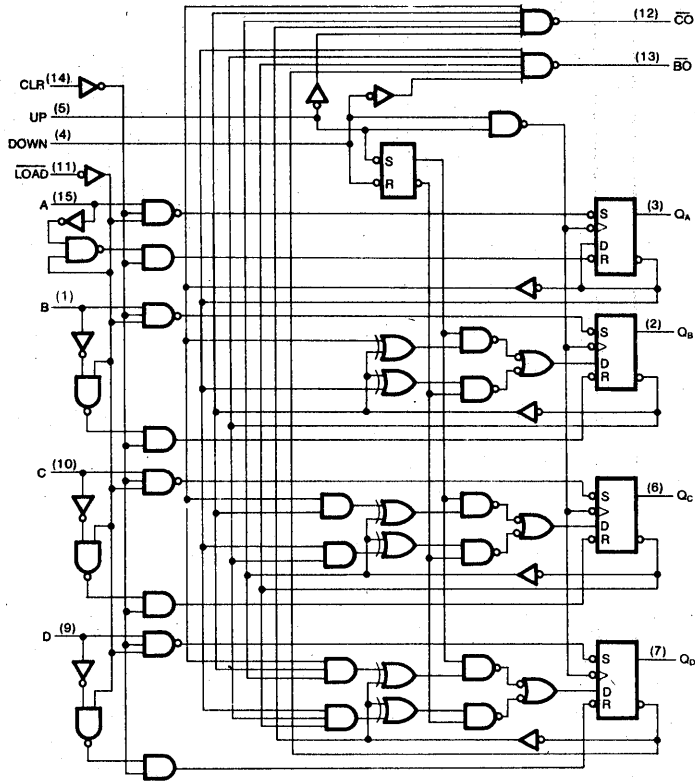 (12) CO
(13) BO
CLR (14)
UP (5)
DOWN (4)
LOAD (11)
A (15)
S
R
S
D
R
(3) QA
B (1)
S
D
R
(2) QB
C (10)
S
D
R
(6) QC
D (9)
S
D
R
(7) QD